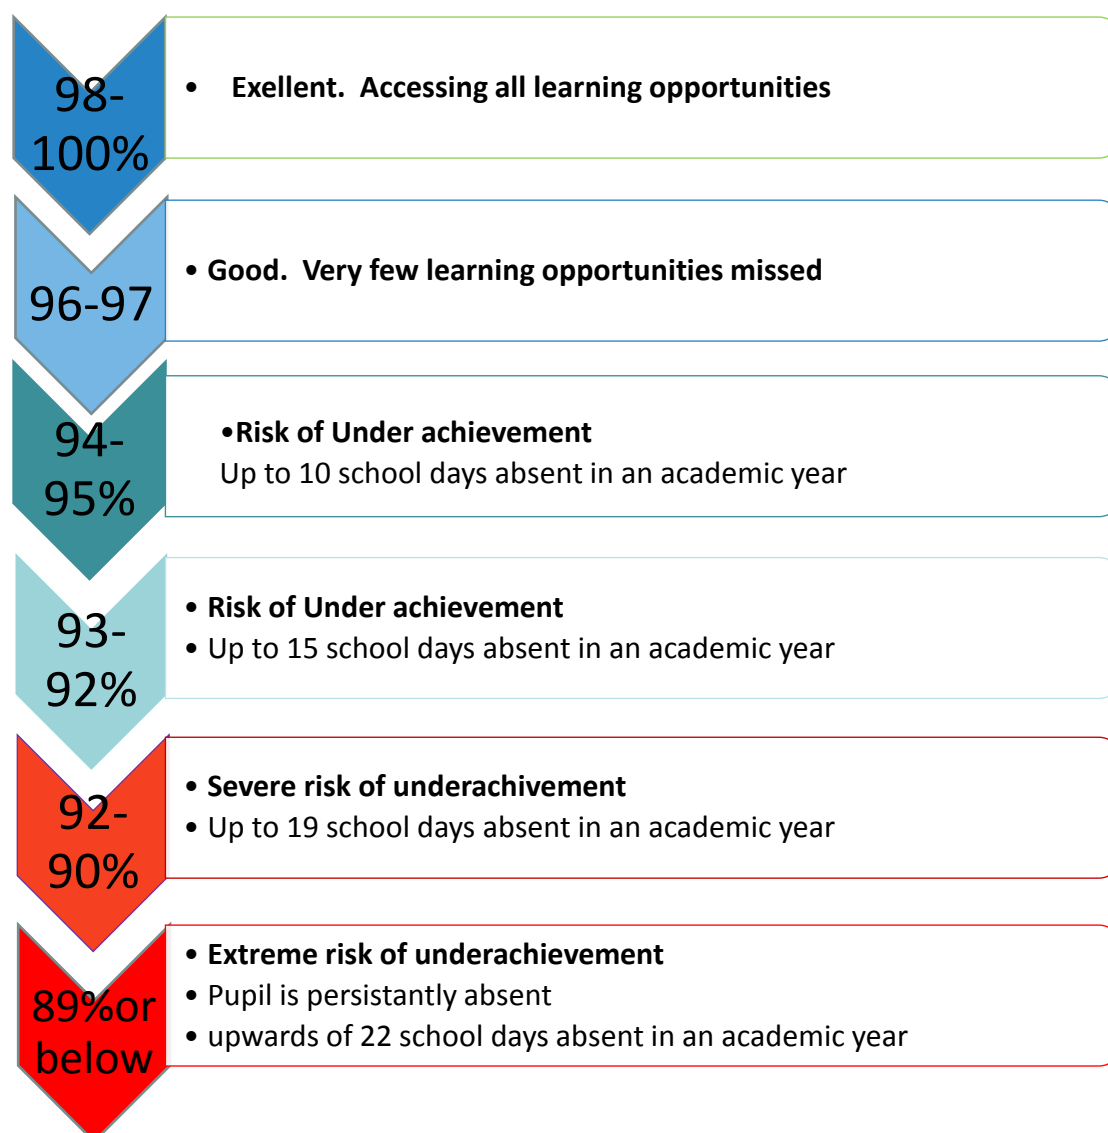 98-
100%
• Exellent. Accessing all learning opportunities
96-97
• Good. Very few learning opportunities missed
94-
95%
•Risk of Under achievement
Up to 10 school days absent in an academic year
93-
92%
• Risk of Under achievement
• Up to 15 school days absent in an academic year
92-
90%
• Severe risk of underachivement
• Up to 19 school days absent in an academic year
89%or
below
• Extreme risk of underachievement
• Pupil is persistantly absent
• upwards of 22 school days absent in an academic year